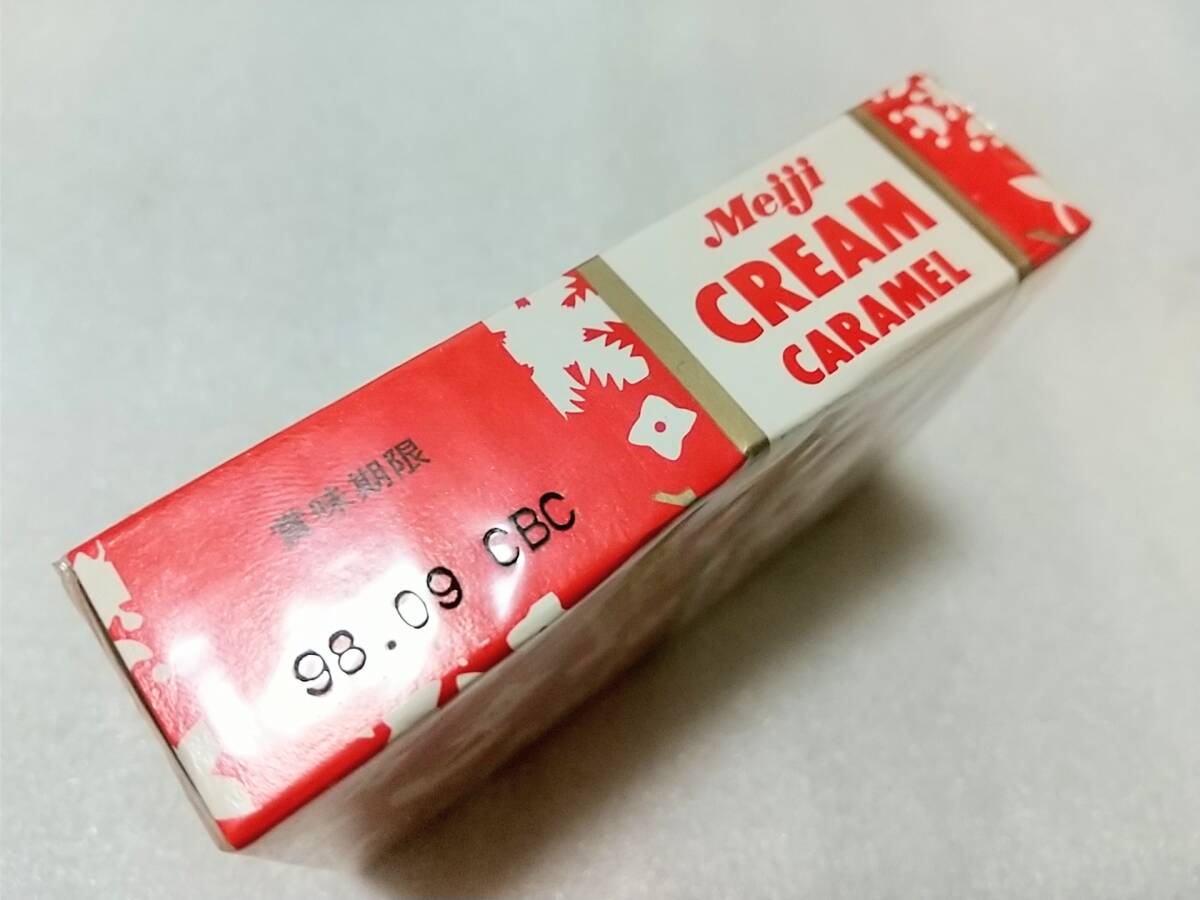 Meiji
CREAM
CARAMEL
賞味期限
98.09 CBC